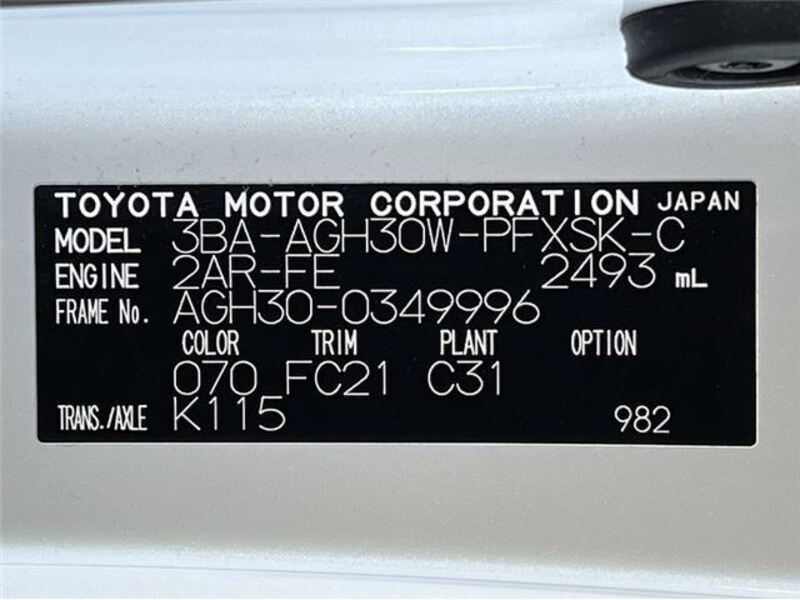 TOYOTA MOTOR CORPORATION JAPAN
MODEL 3BA-AGH30W-PFXSK-C
ENGINE 2AR-FE 2493 mL
FRAME No. AGH30-0349996
COLOR TRIM PLANT OPTION
070 FC21 C31
TRANS./AXLE K115 982